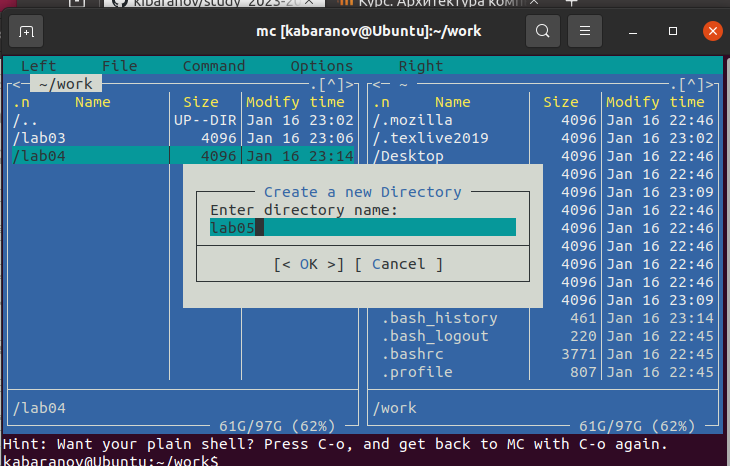 kibaranov/study_2023-20
Курс: Архитектура комп
mc [kabaranov@Ubuntu]:~/work
Left File Command Options Right
<─ ~/work .[^]>
.n Name Size Modify time
/.. UP--DIR Jan 16 23:02
/lab03 4096 Jan 16 23:06
/lab04 4096 Jan 16 23:14
/lab04
61G/97G (62%)
<─ ~ .[^]>
.n Name Size Modify time
/.mozilla 4096 Jan 16 22:46
/.texlive2019 4096 Jan 16 23:02
/Desktop 4096 Jan 16 22:46
4096 Jan 16 22:46
4096 Jan 16 23:09
4096 Jan 16 22:46
4096 Jan 16 22:46
4096 Jan 16 22:46
4096 Jan 16 22:46
4096 Jan 16 22:46
4096 Jan 16 23:09
.bash_history 461 Jan 16 23:14
.bash_logout 220 Jan 16 22:45
.bashrc 3771 Jan 16 22:45
.profile 807 Jan 16 22:45
/work
61G/97G (62%)
Create a new Directory
Enter directory name:
lab05
[< OK >] [ Cancel ]
Hint: Want your plain shell? Press C-o, and get back to MC with C-o again.
kabaranov@Ubuntu:~/work$